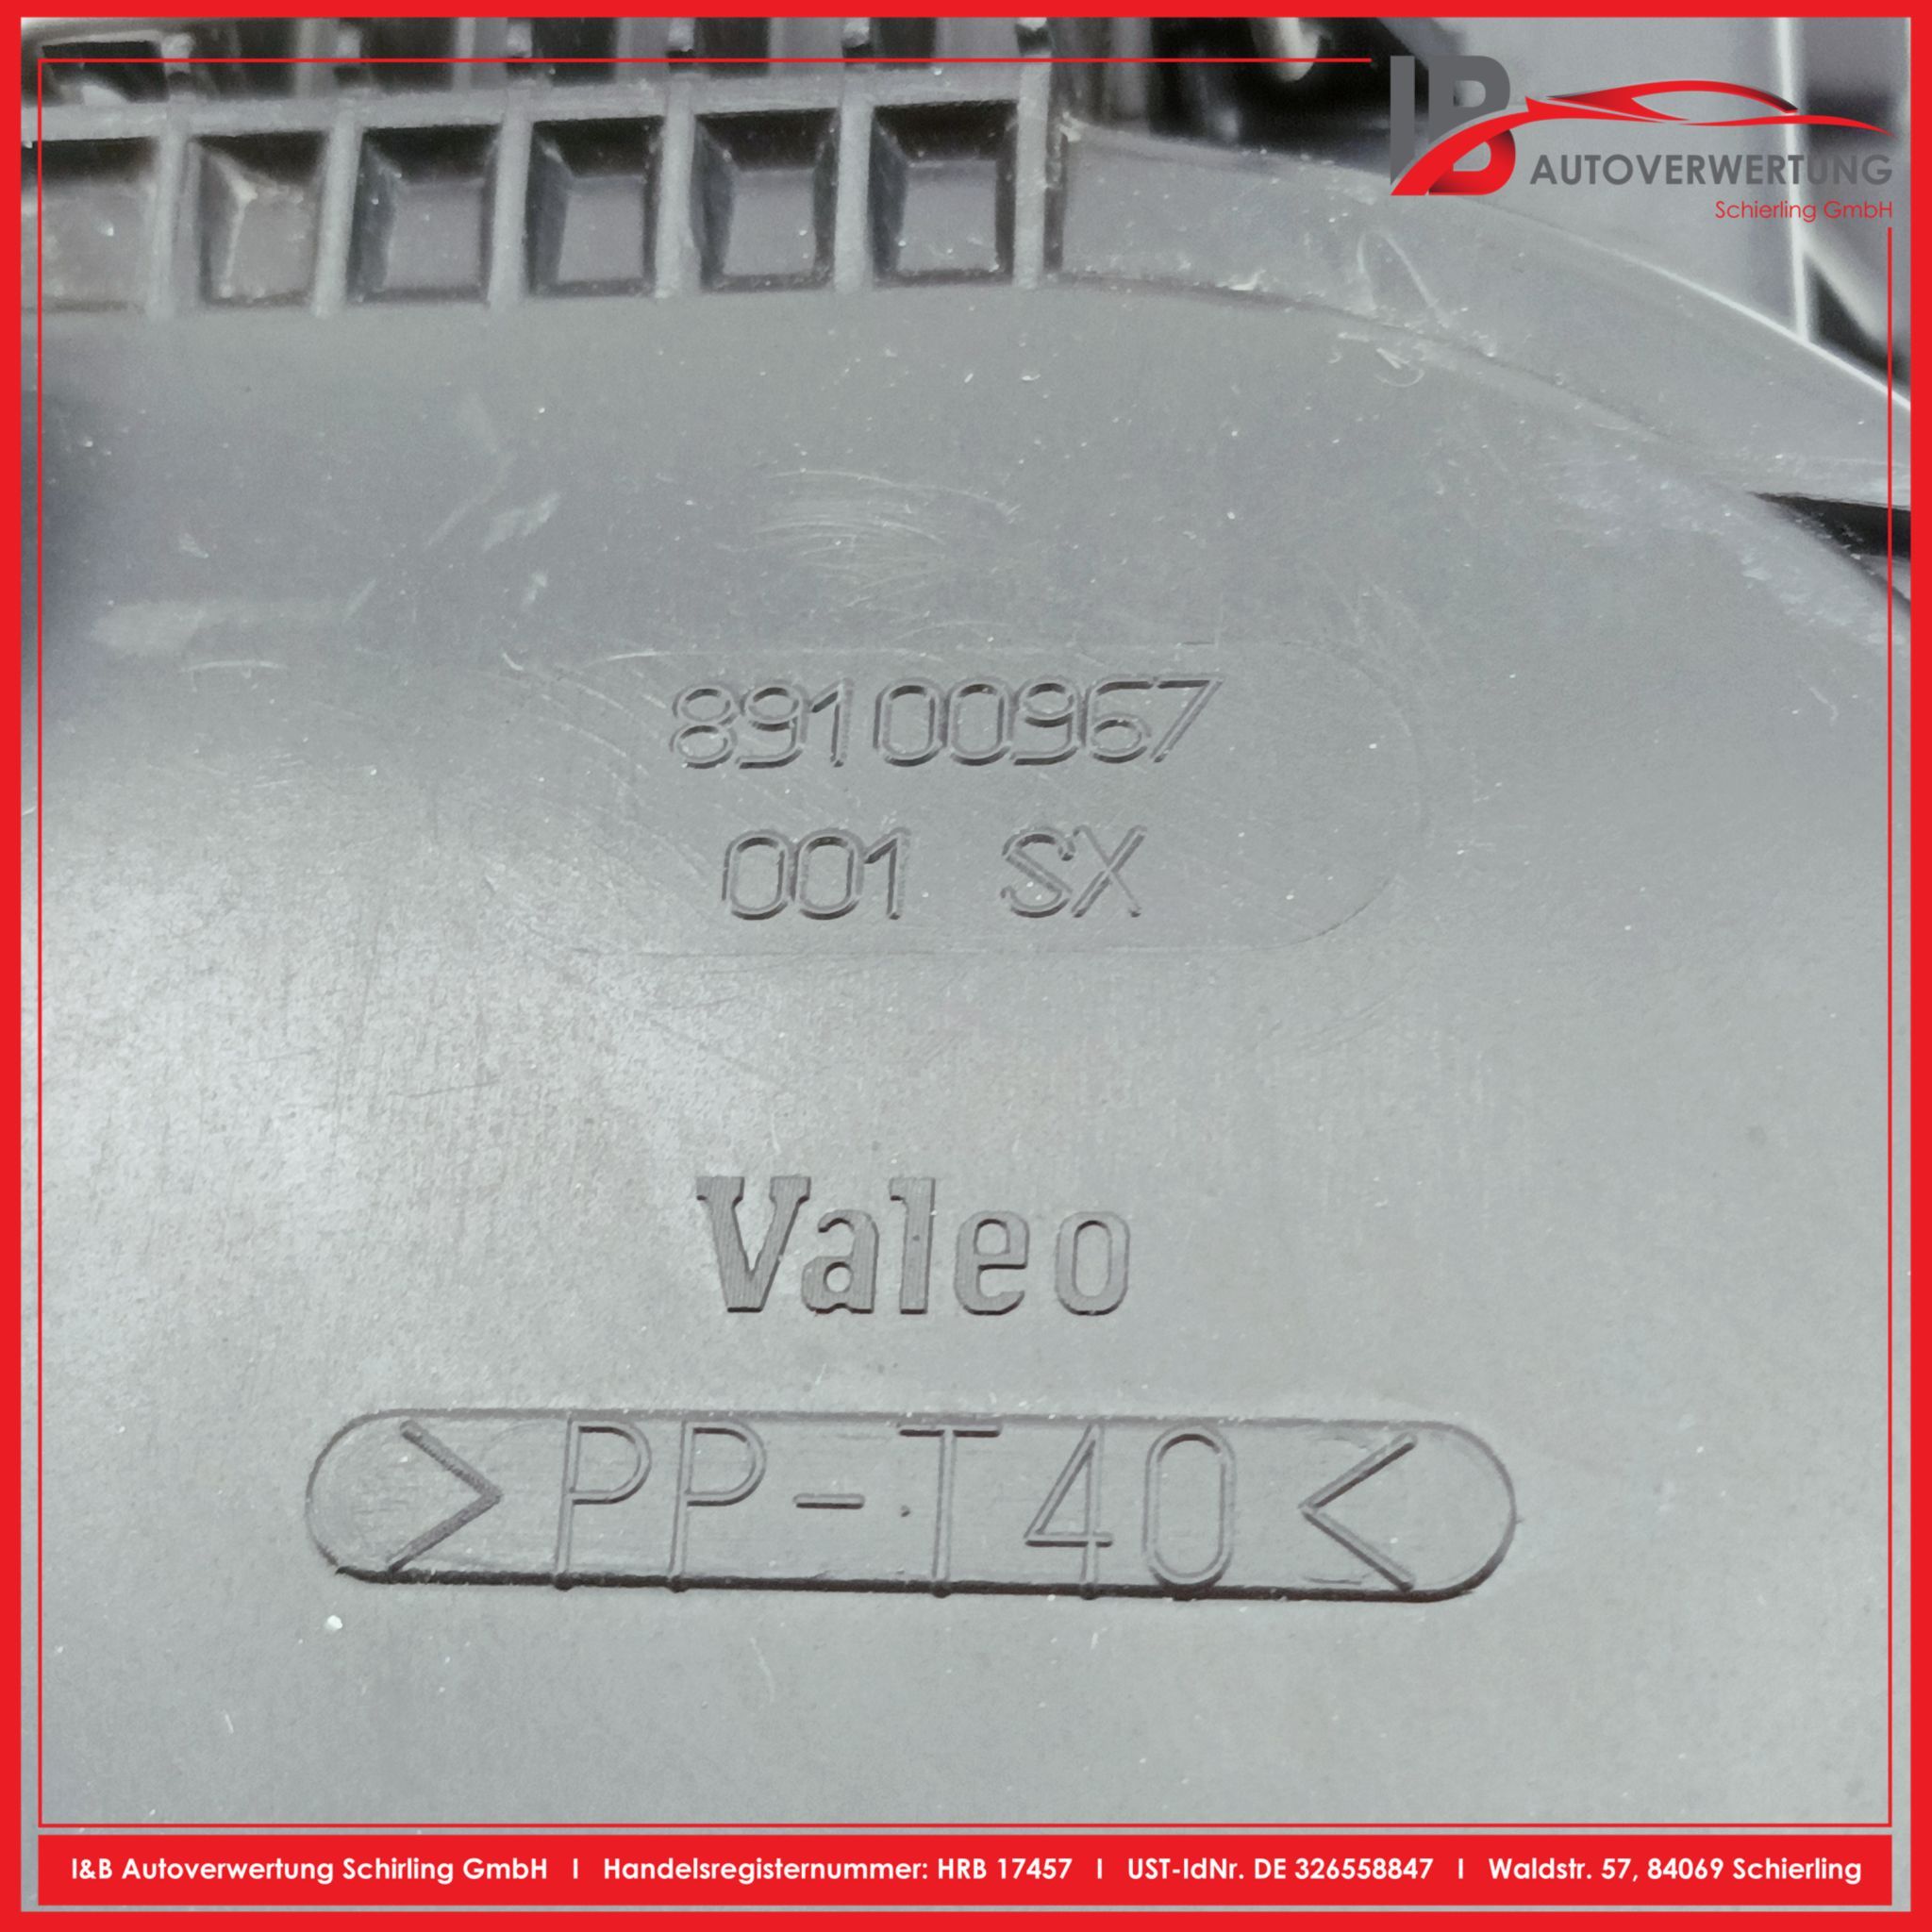 IB
AUTOVERWERTUNG
Schierling GmbH
89100967
001 SX
Valeo
>PP-T40<
I&B Autoverwertung Schirling GmbH I Handelsregisternummer: HRB 17457 I UST-IdNr. DE 326558847 I Waldstr. 57, 84069 Schierling